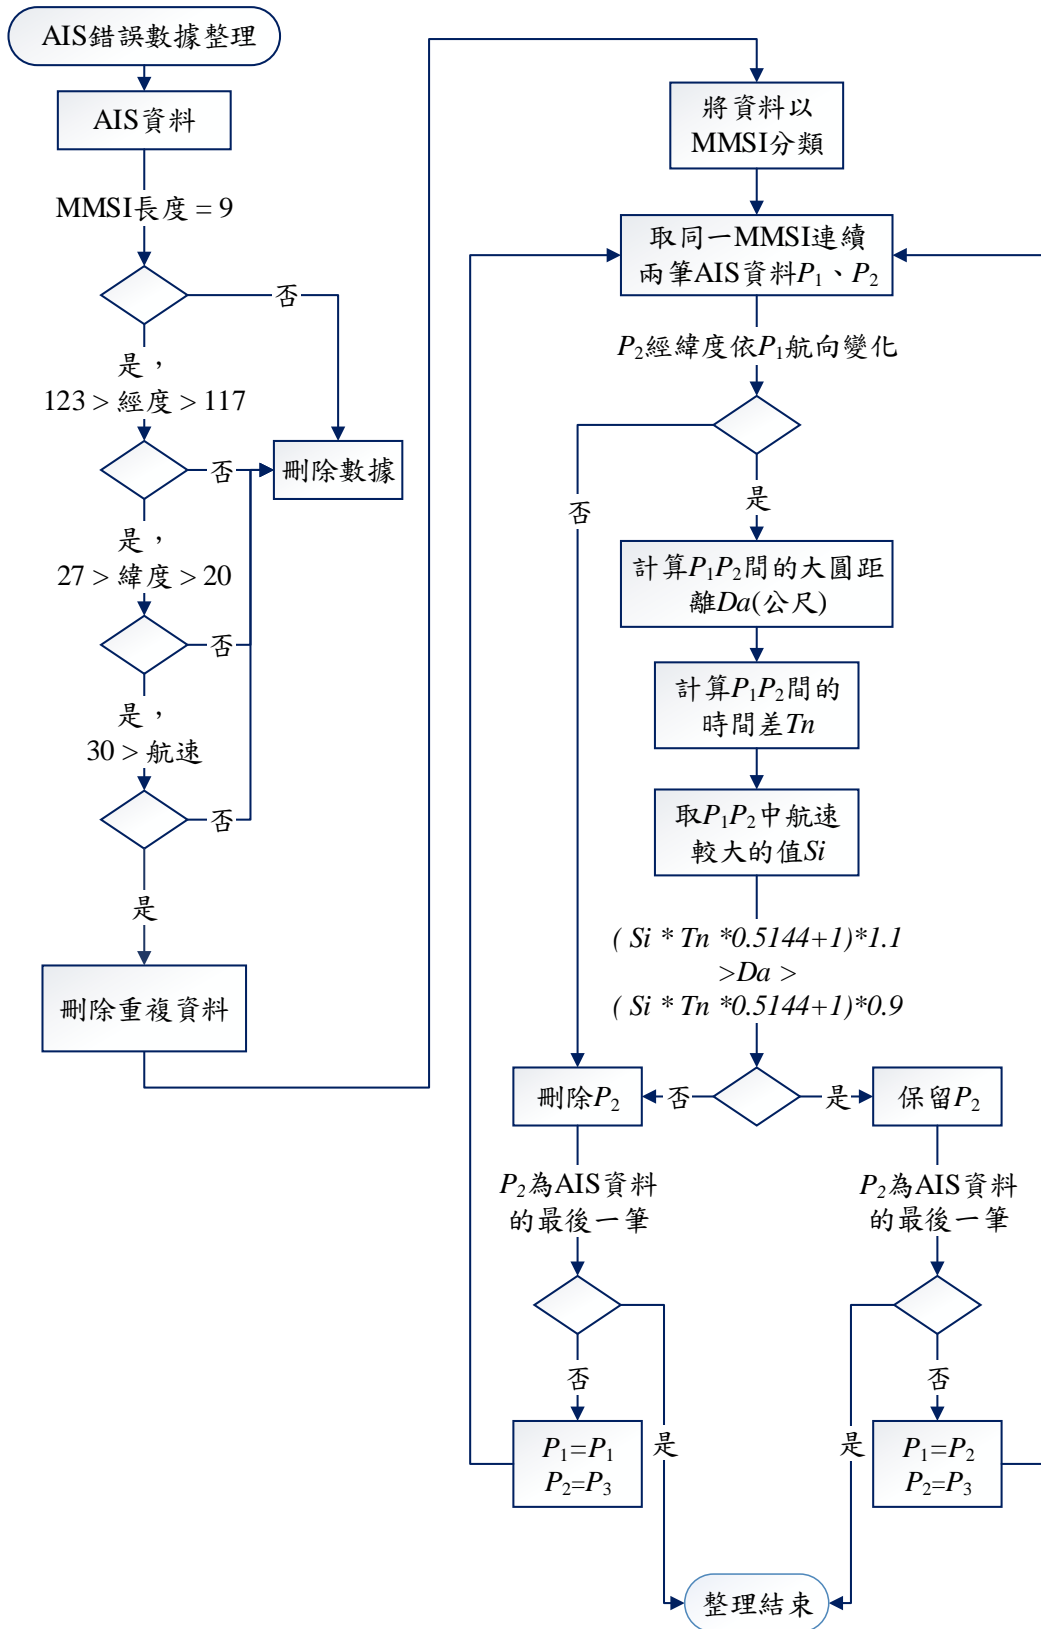 AIS錯誤數據整理
AIS資料
MMSI長度 = 9
否
是，
123 > 經度 > 117
否
刪除數據
是，
27 > 緯度 > 20
否
是，
30 > 航速
否
是
刪除重複資料
將資料以
MMSI分類
取同一MMSI連續
兩筆AIS資料P1、P2
P2經緯度依P1航向變化
否
是
計算P1P2間的大圓距
離Da(公尺)
計算P1P2間的
時間差Tn
取P1P2中航速
較大的值Si
( Si * Tn *0.5144+1)*1.1
>Da >
( Si * Tn *0.5144+1)*0.9
刪除P2
否
是
保留P2
P2為AIS資料
的最後一筆
P2為AIS資料
的最後一筆
否
否
P1=P1
P2=P3
是
是
P1=P2
P2=P3
整理結束